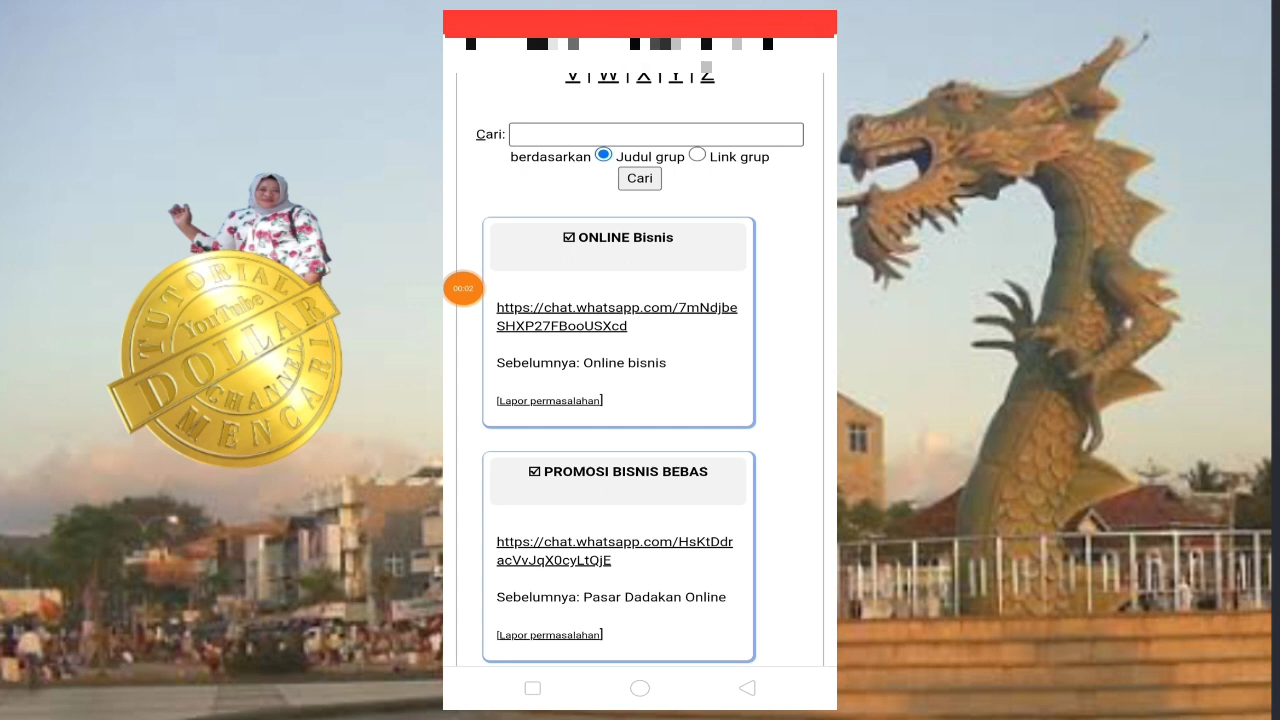 V | W | X | Y | Z
Cari:
berdasarkan Judul grup Link grup
Cari
☑ ONLINE Bisnis
00:02
https://chat.whatsapp.com/7mNdjbe
SHXP27FBooUSXcd
Sebelumnya: Online bisnis
[Lapor permasalahan]
☑ PROMOSI BISNIS BEBAS
https://chat.whatsapp.com/HsKtDdr
acVvJqX0cyLtQjE
Sebelumnya: Pasar Dadakan Online
[Lapor permasalahan]
TUTORIAL
YouTube
DOLLAR
CHANNEL
MENCARI